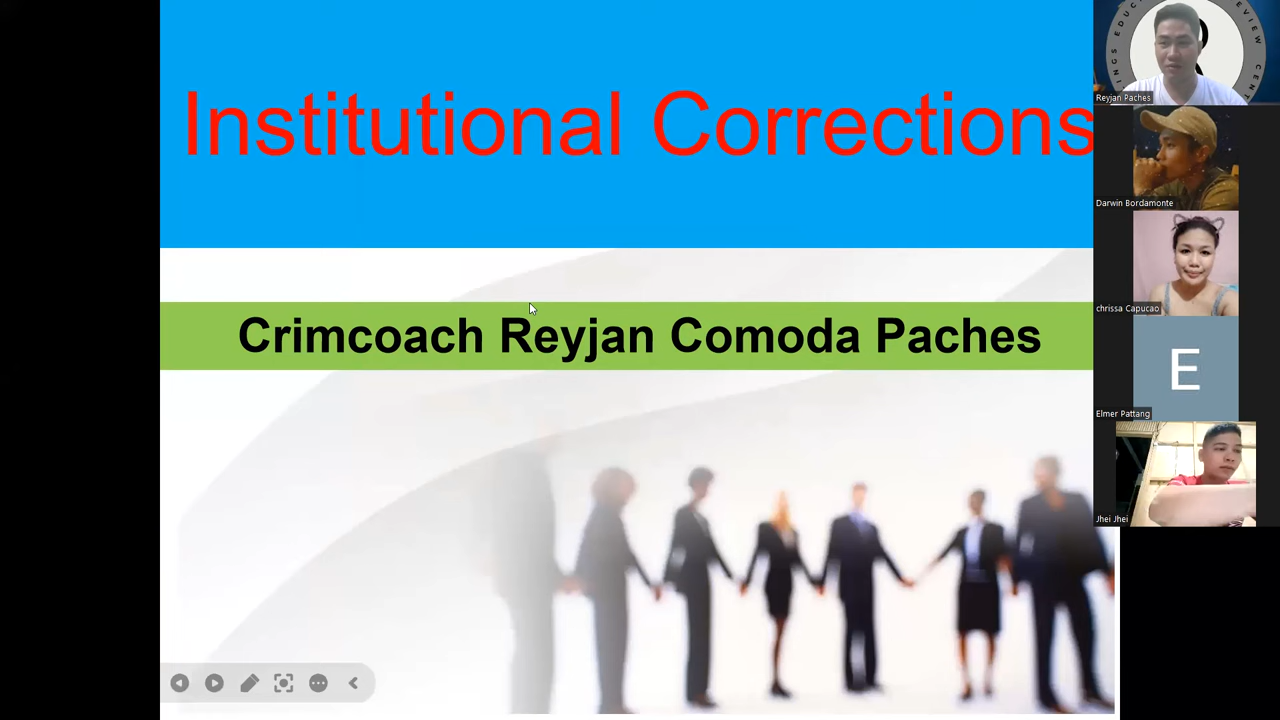 Institutional Corrections
Crimcoach Reyjan Comoda Paches
Reyjan Paches
Darwin Bordamonte
chrissa Capucao
E
Elmer Pattang
Jhei Jhei